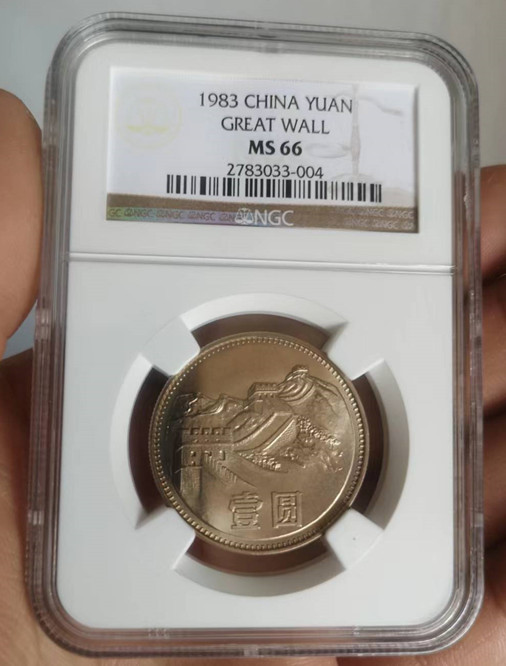 1983 CHINA YUAN
GREAT WALL
MS 66
2783033-004
NGC
壹圆